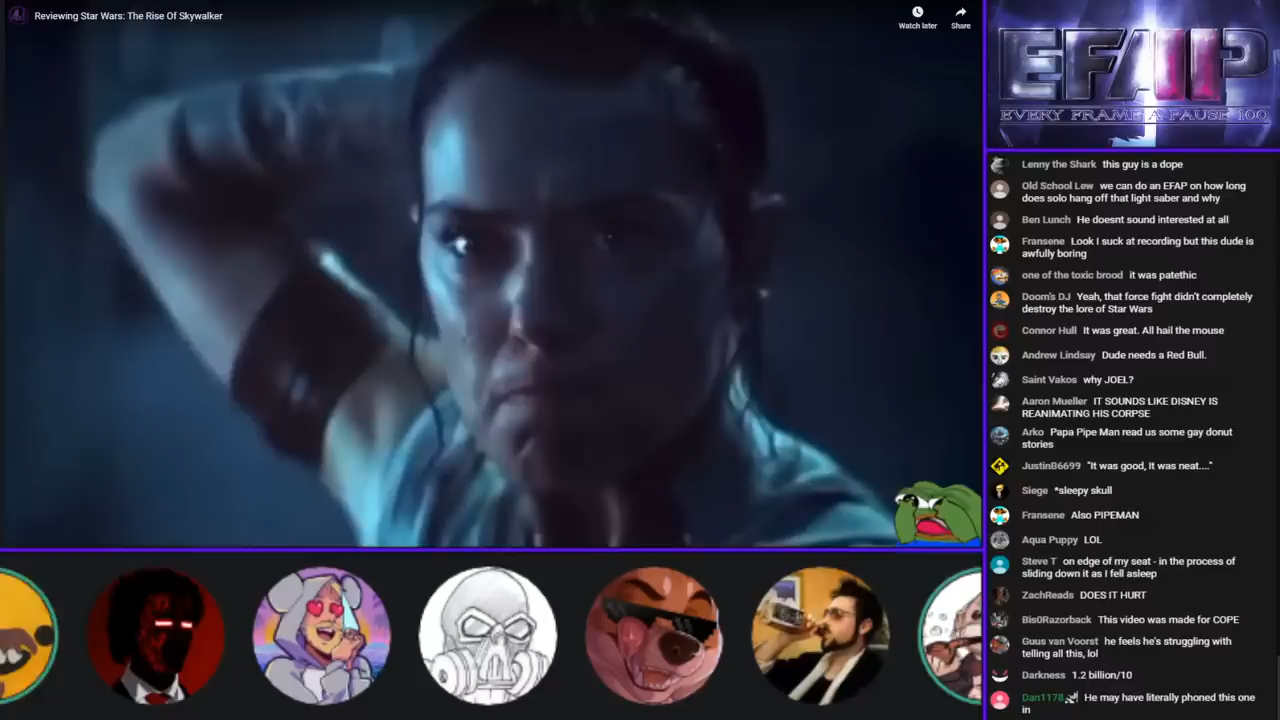 Reviewing Star Wars: The Rise Of Skywalker
Watch later
Share
EFAP
EVERY FRAME A PAUSE 100
Lenny the Shark this guy is a dope
Old School Lew we can do an EFAP on how long
does solo hang off that light saber and why
Ben Lunch He doesnt sound interested at all
Fransene Look I suck at recording but this dude is
awfully boring
one of the toxic brood it was patethic
Doom's DJ Yeah, that force fight didn't completely
destroy the lore of Star Wars
Connor Hull It was great. All hail the mouse
Andrew Lindsay Dude needs a Red Bull.
Saint Vakos why JOEL?
Aaron Mueller IT SOUNDS LIKE DISNEY IS
REANIMATING HIS CORPSE
Arko Papa Pipe Man read us some gay donut
stories
JustinB6699 "It was good, It was neat...."
Siege *sleepy skull
Fransene Also PIPEMAN
Aqua Puppy LOL
Steve T on edge of my seat - in the process of
sliding down it as I fell asleep
ZachReads DOES IT HURT
Bis0Razorback This video was made for COPE
Guus van Voorst he feels he's struggling with
telling all this, lol
Darkness 1.2 billion/10
Dan1178 He may have literally phoned this one
in